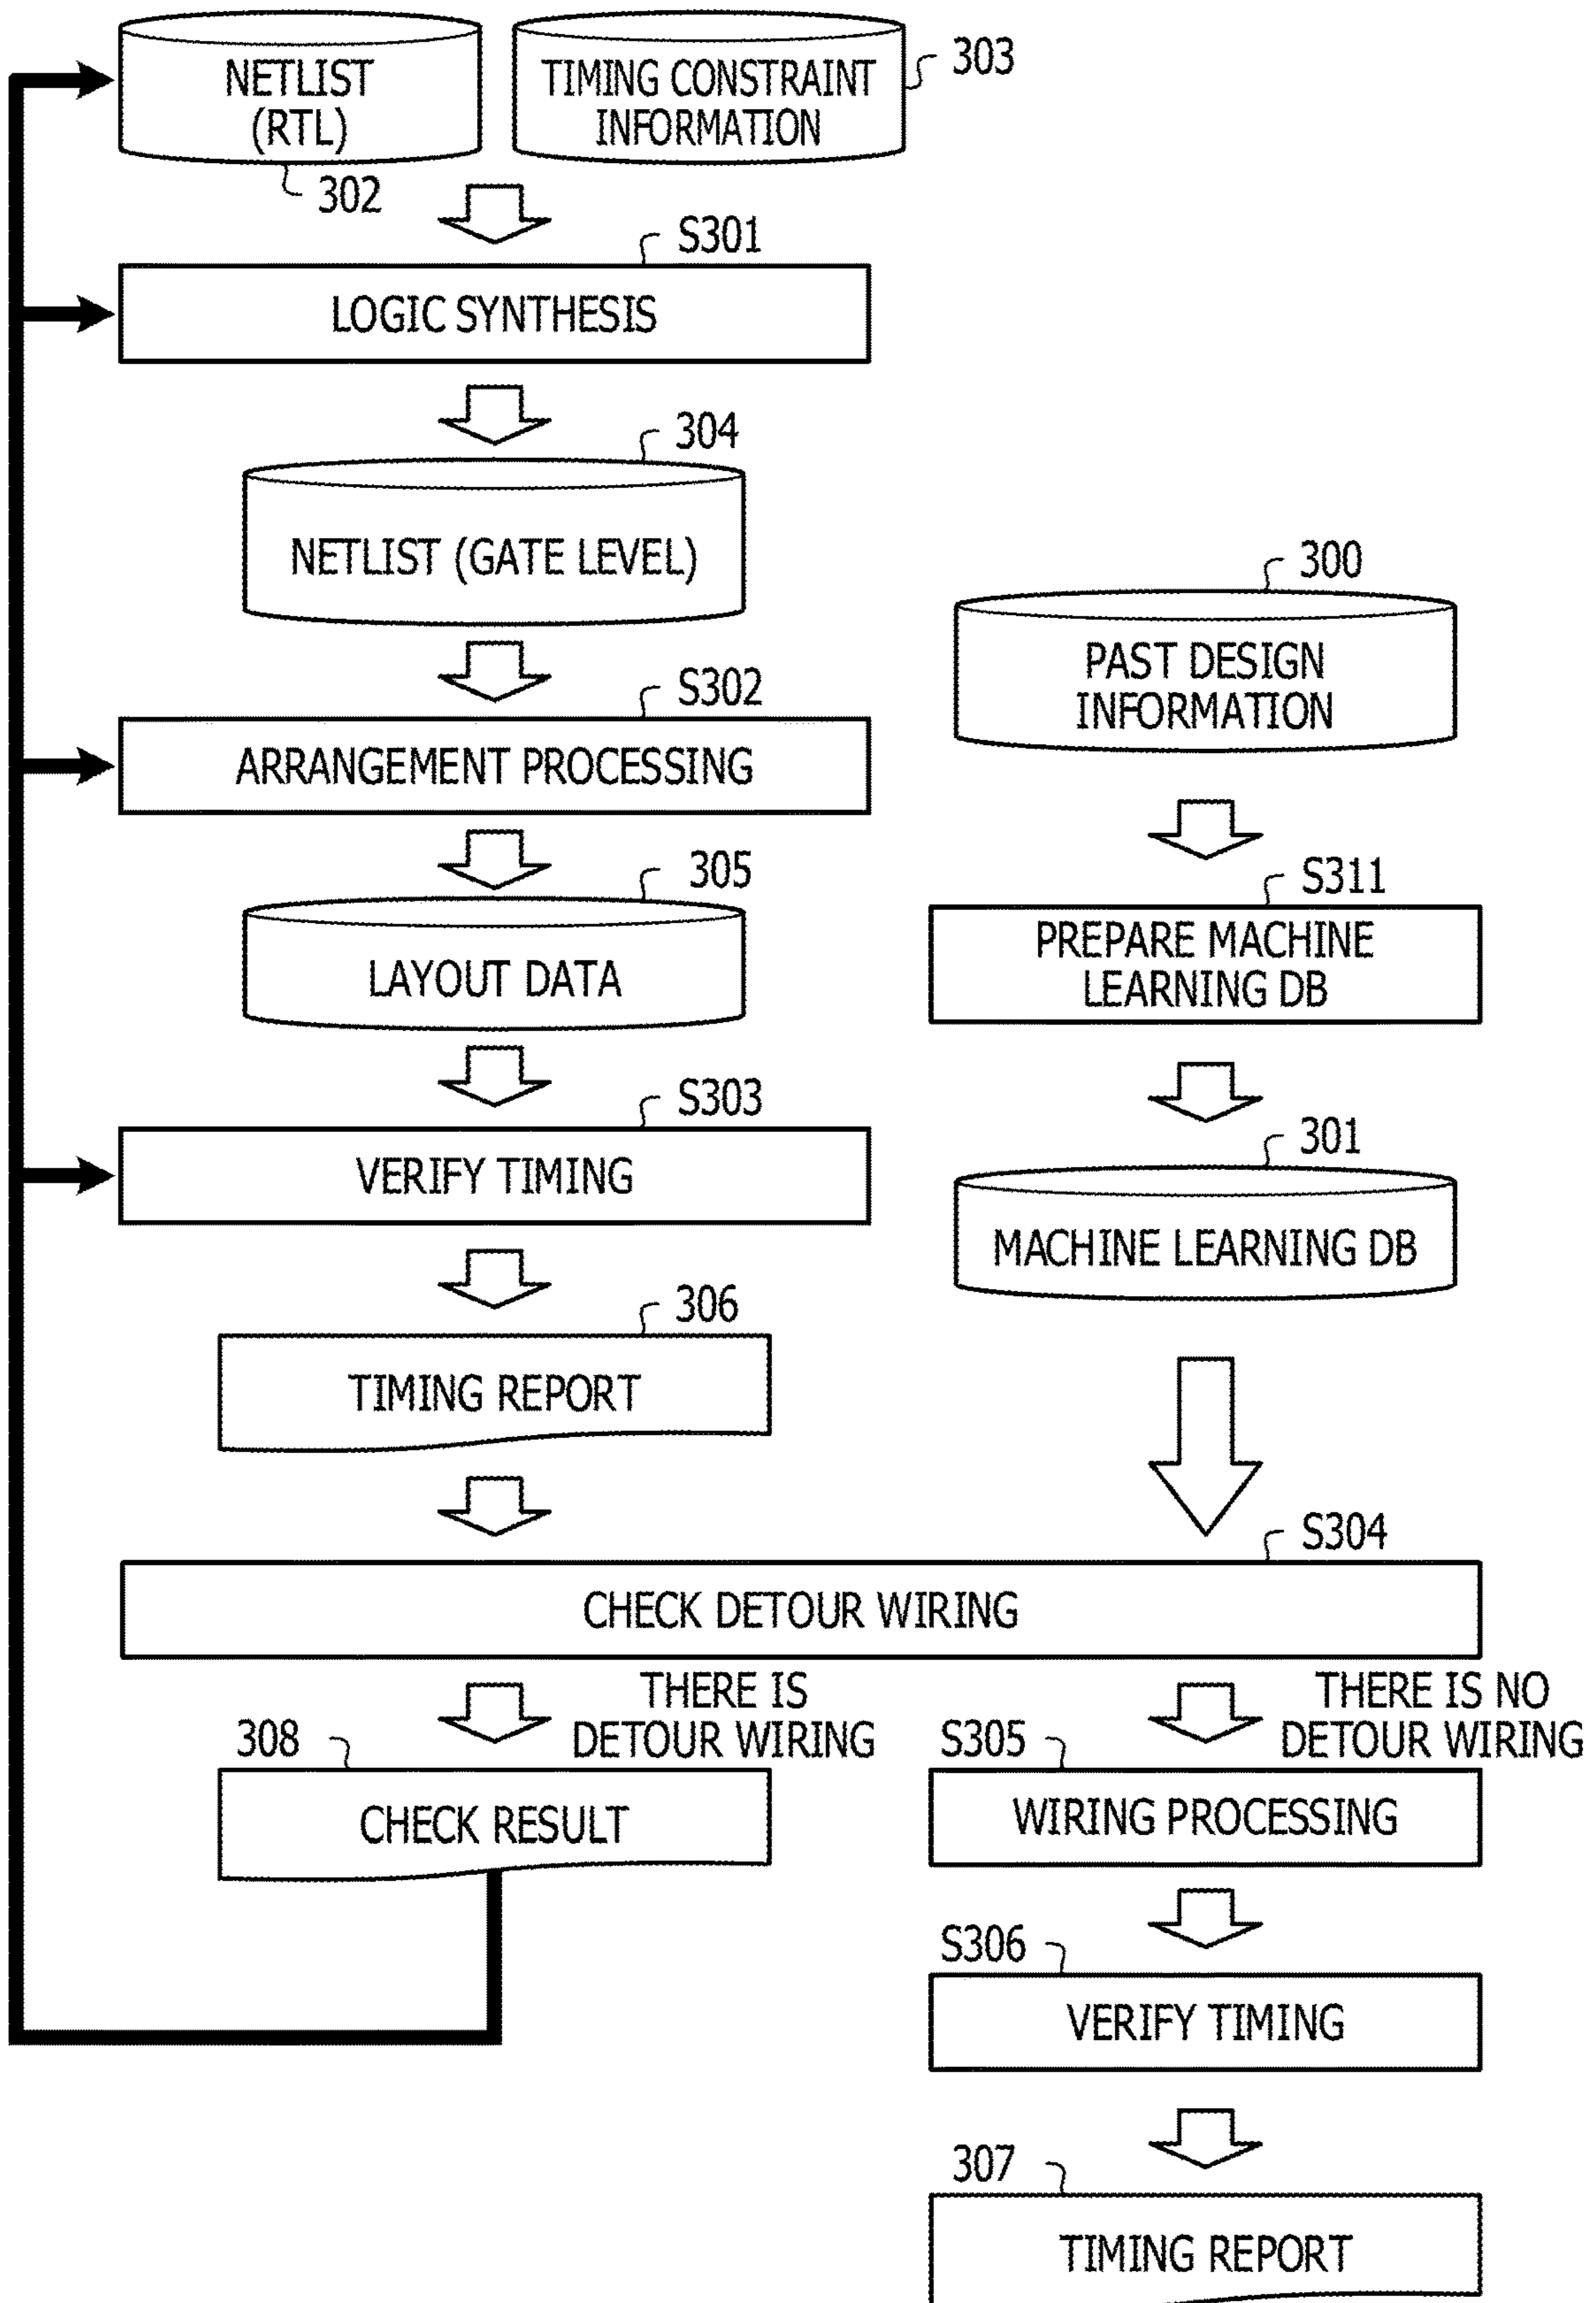 NETLIST
(RTL)
302
TIMING CONSTRAINT
INFORMATION
303
S301
LOGIC SYNTHESIS
304
NETLIST (GATE LEVEL)
S302
ARRANGEMENT PROCESSING
305
LAYOUT DATA
S303
VERIFY TIMING
306
TIMING REPORT
300
PAST DESIGN
INFORMATION
S311
PREPARE MACHINE
LEARNING DB
301
MACHINE LEARNING DB
S304
CHECK DETOUR WIRING
THERE IS
DETOUR WIRING
308
CHECK RESULT
THERE IS NO
DETOUR WIRING
S305
WIRING PROCESSING
S306
VERIFY TIMING
307
TIMING REPORT